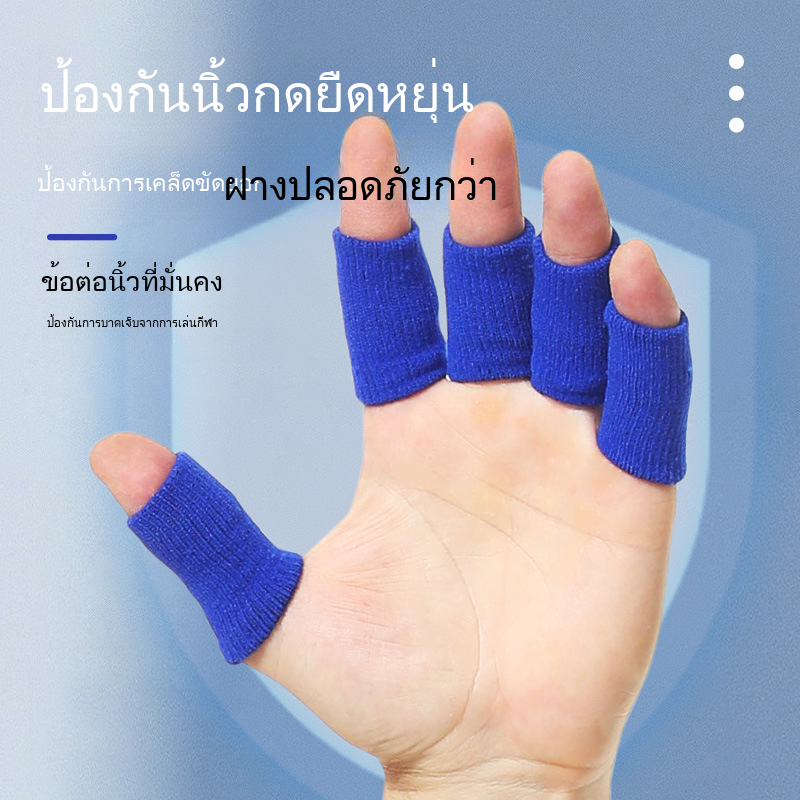 ป้องกันนิ้วกดยืดหยุ่น
ป้องกันการเคล็ดขัดยอก
ฝางปลอดภัยกว่า
ข้อต่อนิ้วที่มั่นคง
ป้องกันการบาดเจ็บจากการเล่นกีฬา